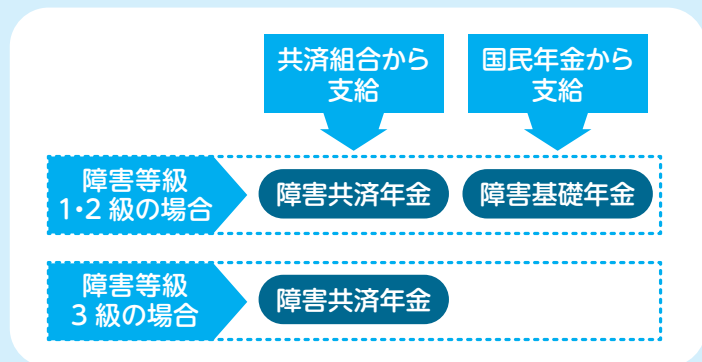 共済組合から
支給
国民年金から
支給
障害等級
1・2級の場合
障害共済年金
障害基礎年金
障害等級
3級の場合
障害共済年金